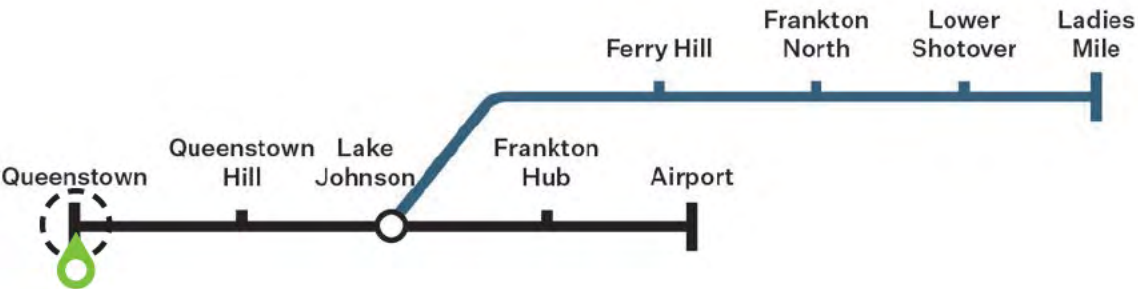 Ferry Hill
Frankton
North
Lower
Shotover
Ladies
Mile
Queenstown
Queenstown
Hill
Lake
Johnson
Frankton
Hub
Airport